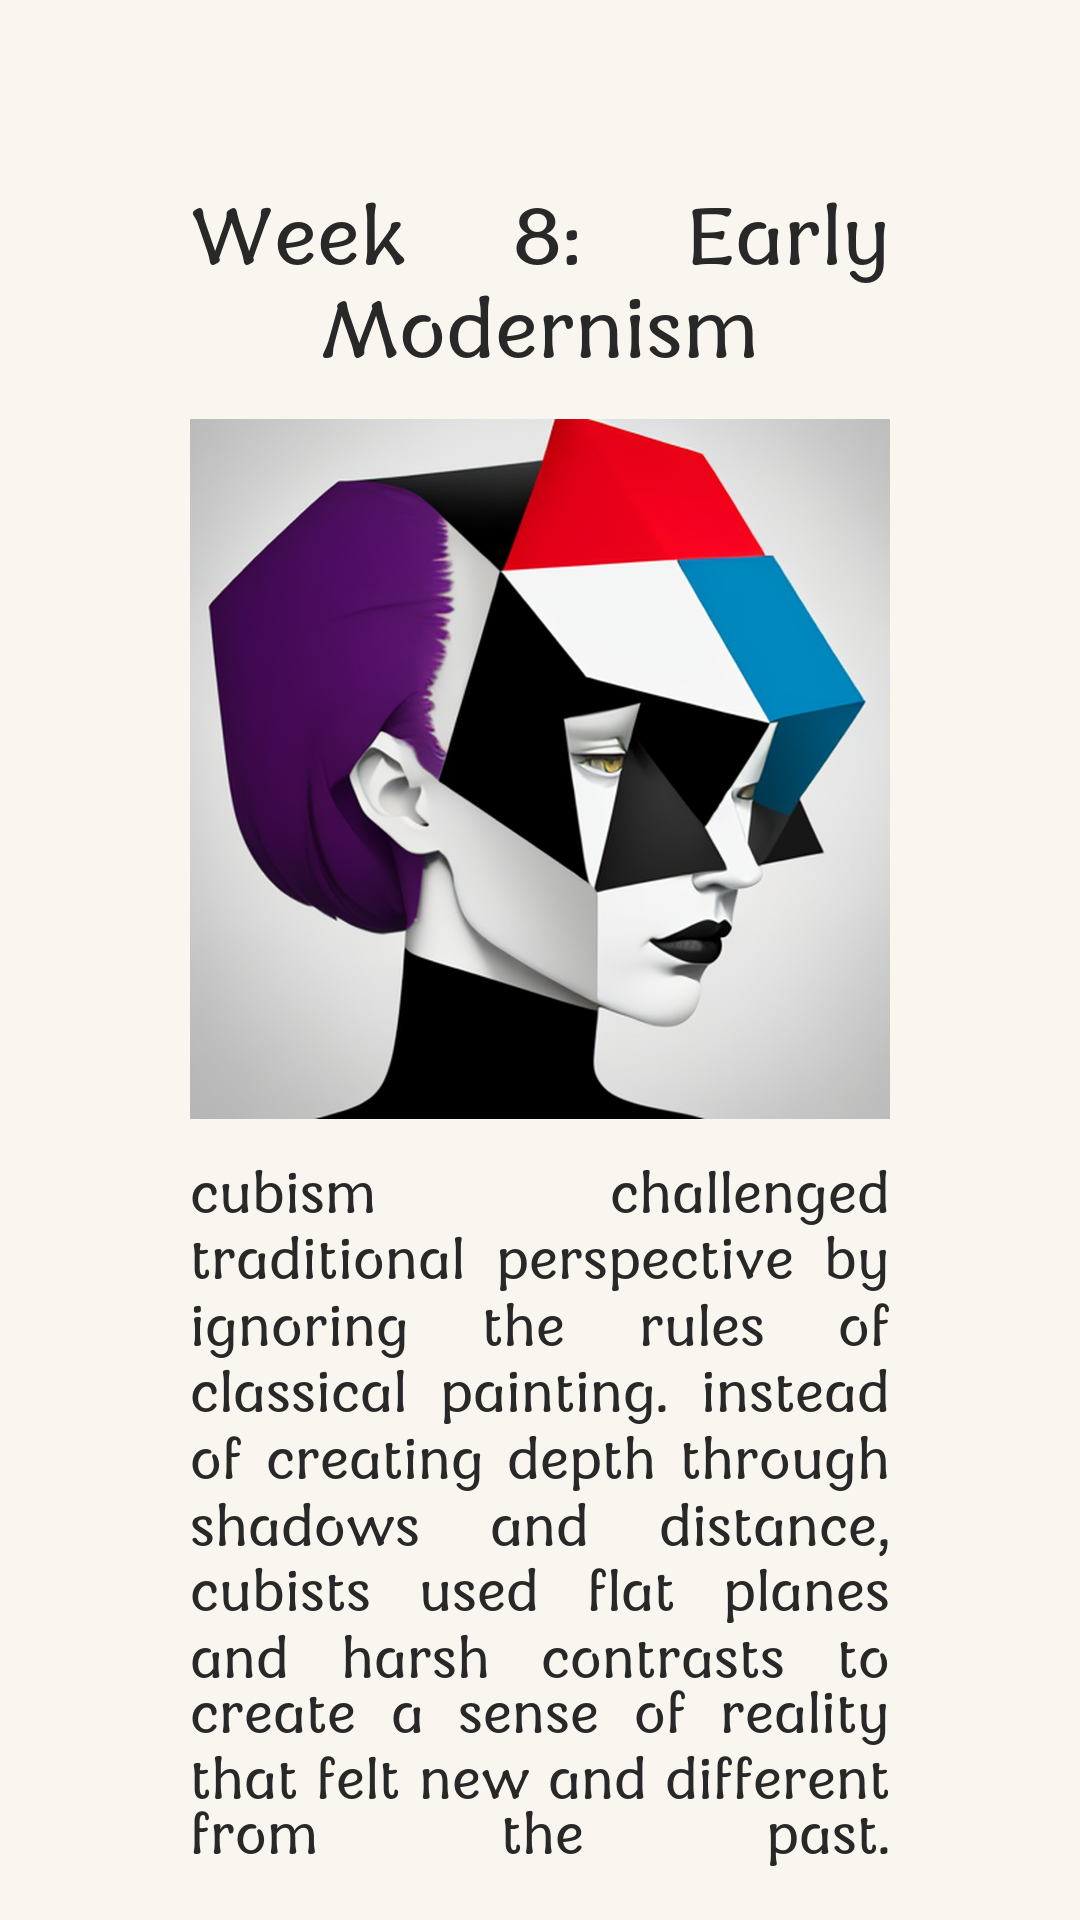 Week 8: Early
Modernism
cubism challenged
traditional perspective by
ignoring the rules of
classical painting. instead
of creating depth through
shadows and distance,
cubists used flat planes
and harsh contrasts to
create a sense of reality
that felt new and different
from the past.